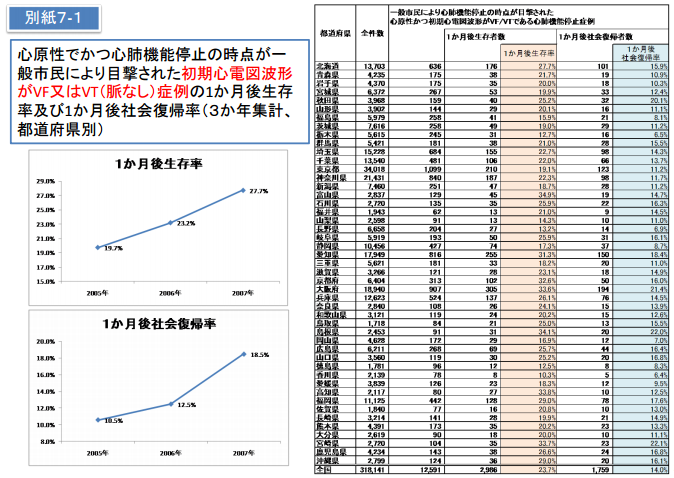 別紙7-1
心原性でかつ心肺機能停止の時点が一
般市民により目撃された初期心電図波形
がVF又はVT(脈なし)症例の1か月後生存
率及び1か月後社会復帰率(3か年集計、
都道府県別)
1か月後生存率
29.0%
27.0%
25.0%
23.0%
21.0%
19.0%
17.0%
15.0%
19.7%
23.2%
27.7%
2005年 2006年 2007年
1か月後社会復帰率
20.0%
18.0%
16.0%
14.0%
12.0%
10.0%
8.0%
10.5%
12.5%
18.5%
2005年 2006年 2007年
都道府県 全件数 一般市民により心肺機能停止の時点が目撃された
心原性かつ初期心電図波形がVF/VTである心肺機能停止症例
1か月後生存者数 1か月後社会復帰者数
1か月後生存率 1か月後
社会復帰率
北海道 13,703 636 176 27.7% 101 15.9%
青森県 4,235 175 38 21.7% 19 10.9%
岩手県 4,370 175 35 20.0% 18 10.3%
宮城県 6,372 267 53 19.9% 33 12.4%
秋田県 3,968 159 40 25.2% 32 20.1%
山形県 3,902 144 29 20.1% 16 11.1%
福島県 5,979 258 41 15.9% 21 8.1%
茨城県 7,616 258 49 19.0% 29 11.2%
栃木県 5,615 245 31 12.7% 16 6.5%
群馬県 5,421 181 38 21.0% 28 15.5%
埼玉県 15,228 684 155 22.7% 98 14.3%
千葉県 13,540 481 106 22.0% 66 13.7%
東京都 34,018 1,099 210 19.1% 123 11.2%
神奈川県 21,431 840 187 22.3% 98 11.7%
新潟県 7,460 251 47 18.7% 28 11.2%
富山県 2,837 129 45 34.9% 19 14.7%
石川県 2,720 135 35 25.9% 22 16.3%
福井県 1,943 62 13 21.0% 9 14.5%
山梨県 2,598 91 13 14.3% 10 11.0%
長野県 6,658 204 27 13.2% 14 6.9%
岐阜県 5,919 193 50 25.9% 31 16.1%
静岡県 10,456 427 74 17.3% 37 8.7%
愛知県 17,949 816 255 31.3% 150 18.4%
三重県 5,621 181 33 18.2% 20 11.0%
滋賀県 3,266 121 28 23.1% 18 14.9%
京都府 6,404 313 102 32.6% 50 16.0%
大阪府 18,940 907 305 33.6% 194 21.4%
兵庫県 12,623 524 137 26.1% 76 14.5%
奈良県 2,840 108 26 24.1% 15 13.9%
和歌山県 3,121 119 24 20.2% 15 12.6%
鳥取県 1,718 84 21 25.0% 13 15.5%
島根県 2,453 91 31 34.1% 20 22.0%
岡山県 4,628 172 29 16.9% 12 7.0%
広島県 6,211 268 69 25.7% 44 16.4%
山口県 3,560 119 30 25.2% 20 16.8%
徳島県 1,781 96 12 12.5% 8 8.3%
香川県 2,139 78 8 10.3% 5 6.4%
愛媛県 3,839 126 23 18.3% 12 9.5%
高知県 2,117 80 27 33.8% 10 12.5%
福岡県 11,125 442 128 29.0% 78 17.6%
佐賀県 1,840 77 16 20.8% 10 13.0%
長崎県 3,214 141 28 19.9% 21 14.9%
熊本県 4,391 173 35 20.2% 23 13.3%
大分県 2,619 90 18 20.0% 10 11.1%
宮崎県 2,720 104 35 33.7% 23 22.1%
鹿児島県 4,234 143 38 26.6% 24 16.8%
沖縄県 2,799 124 36 29.0% 20 16.1%
全国 318,141 12,591 2,986 23.7% 1,759 14.0%